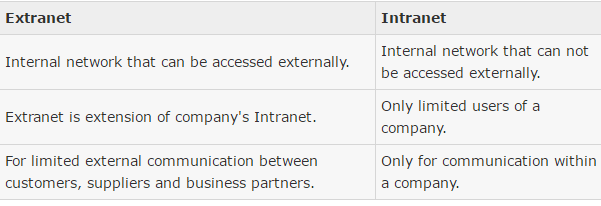 Extranet Intranet
Internal network that can be accessed externally. Internal network that can not
be accessed externally.
Extranet is extension of company's Intranet. Only limited users of a
company.
For limited external communication between Only for communication within
customers, suppliers and business partners. a company.